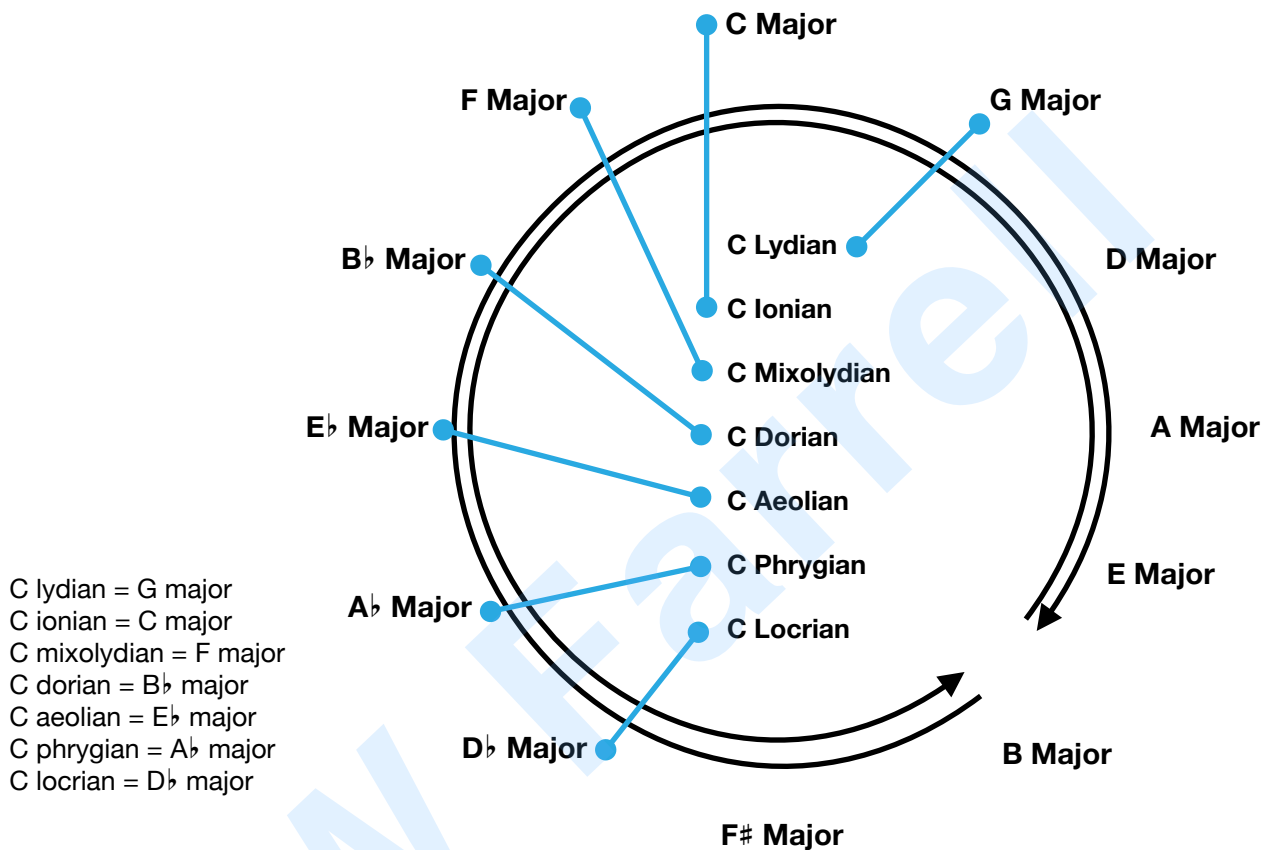 C Major
F Major
G Major
C Lydian
B♭ Major
D Major
C Ionian
C Mixolydian
E♭ Major
C Dorian
A Major
C Aeolian
C Phrygian
E Major
A♭ Major
C Locrian
C lydian = G major
C ionian = C major
C mixolydian = F major
C dorian = B♭ major
C aeolian = E♭ major
C phrygian = A♭ major
C locrian = D♭ major
D♭ Major
B Major
F♯ Major
w Farrell